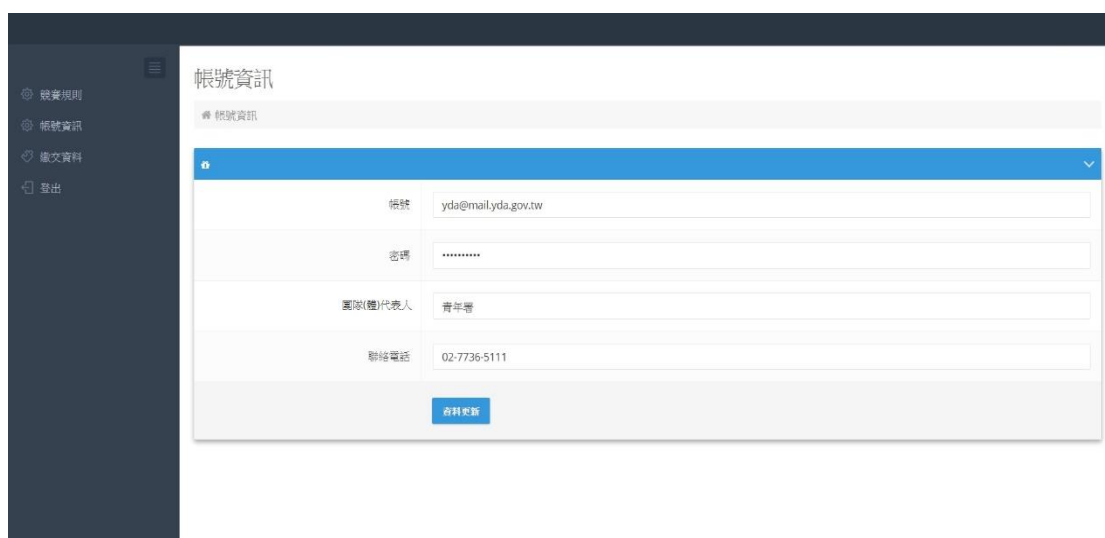 競賽規則
帳號資訊
繳交資料
登出
帳號資訊
帳號資訊
帳號 yda@mail.yda.gov.tw
密碼 ••••••••••
團隊(體)代表人 青年署
聯絡電話 02-7736-5111
資料更新